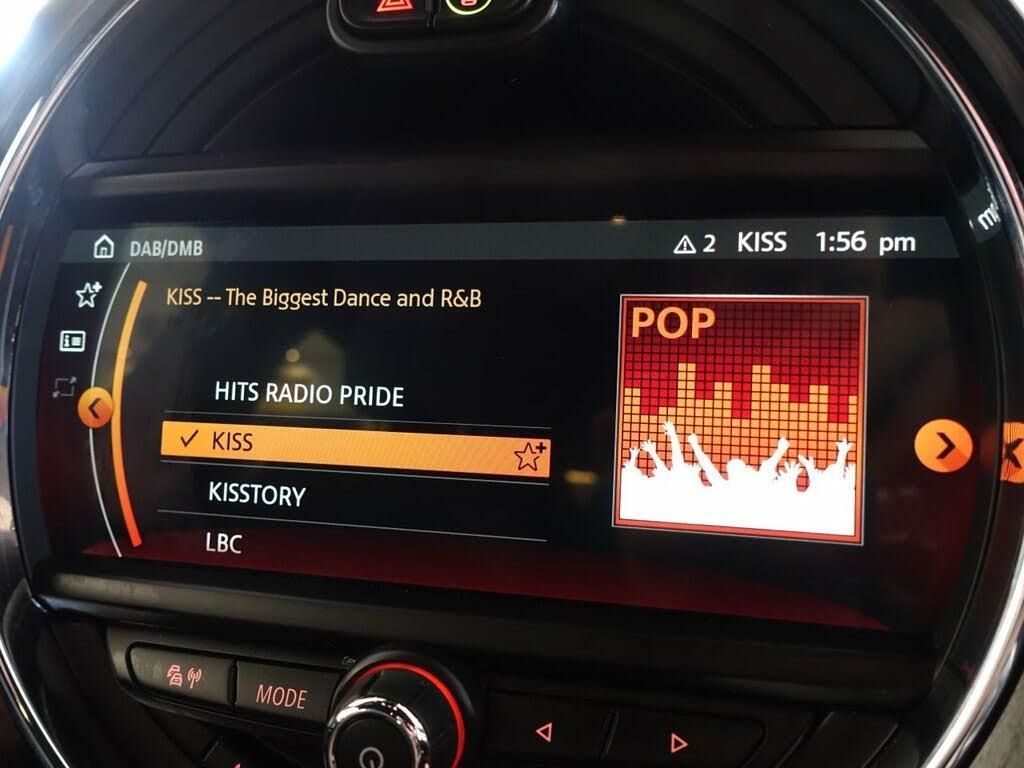 DAB/DMB
2 KISS 1:56 pm
KISS -- The Biggest Dance and R&B
POP
HITS RADIO PRIDE
KISS
KISSTORY
LBC
MODE